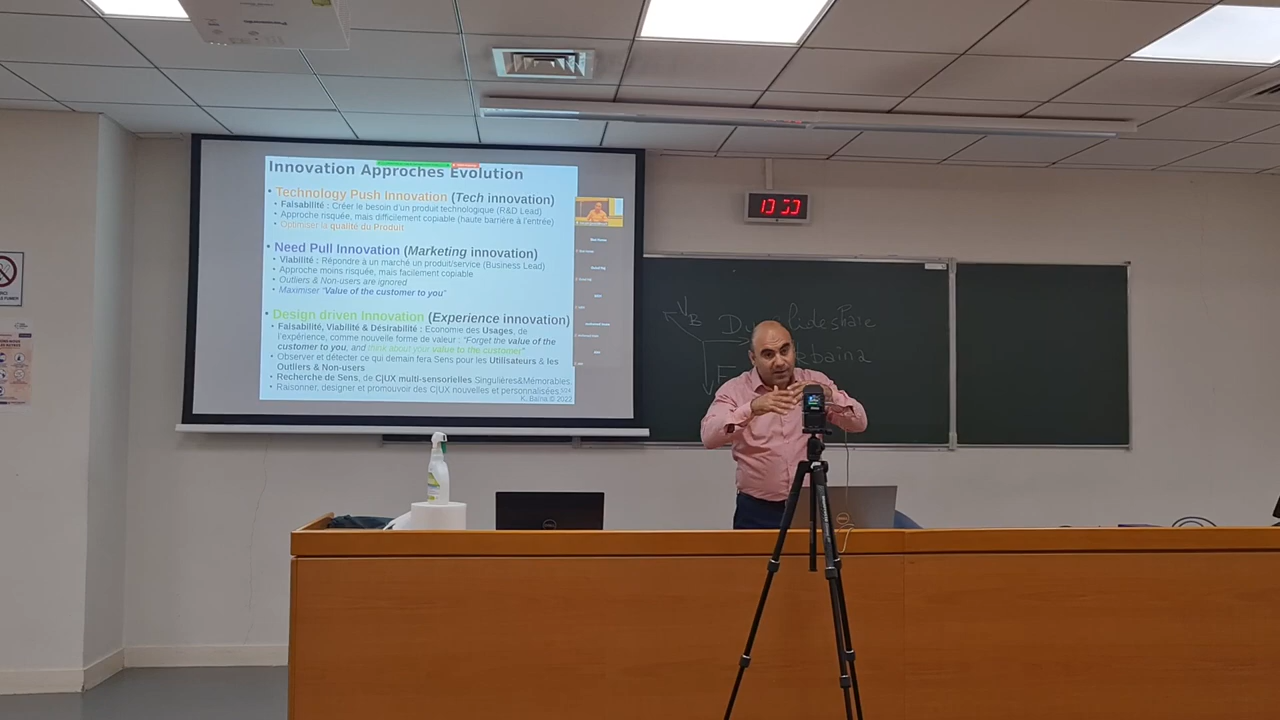 Innovation Approches Evolution
• Technology Push Innovation (Tech innovation)
• Faisabilité : Créer le besoin d'un produit technologique (R&D Lead)
• Approche risquée, mais difficilement copiable (haute barrière à l'entrée)
• Optimiser la qualité du Produit
• Need Pull Innovation (Marketing innovation)
• Viabilité : Répondre à un marché un produit/service (Business Lead)
• Approche moins risquée, mais facilement copiable
• Outliers & Non-users are ignored
• Maximiser "Value of the customer to you"
• Design driven Innovation (Experience innovation)
• Faisabilité, Viabilité & Désirabilité : Economie des Usages, de
l'expérience, comme nouvelle forme de valeur : "Forget the value of the
customer to you, and think about your value to the customer"
• Observer et détecter ce qui demain fera Sens pour les Utilisateurs & les
Outliers & Non-users
• Recherche de Sens, de C|UX multi-sensorielles Singulières&Mémorables,
• Raisonner, designer et promouvoir des C|UX nouvelles et personnalisées
K. Baïna © 2022
Panasonic
V B
slideshare
kbaina
DELL